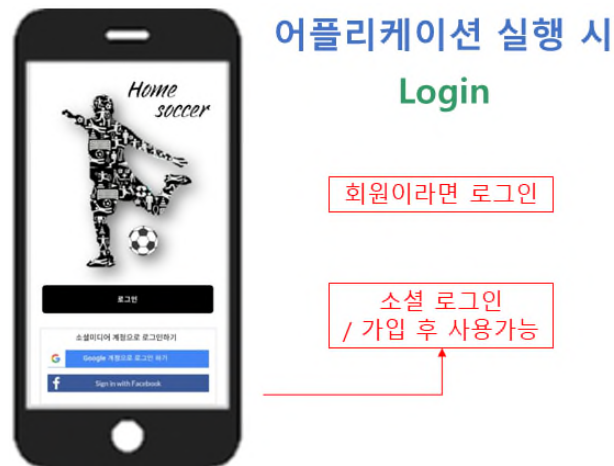 어플리케이션 실행 시
Login
Home
soccer
회원이라면 로그인
로그인
소셜 로그인
/ 가입 후 사용가능
소셜미디어 계정으로 로그인하기
G
Google 계정으로 로그인 하기
f
Sign in with Facebook